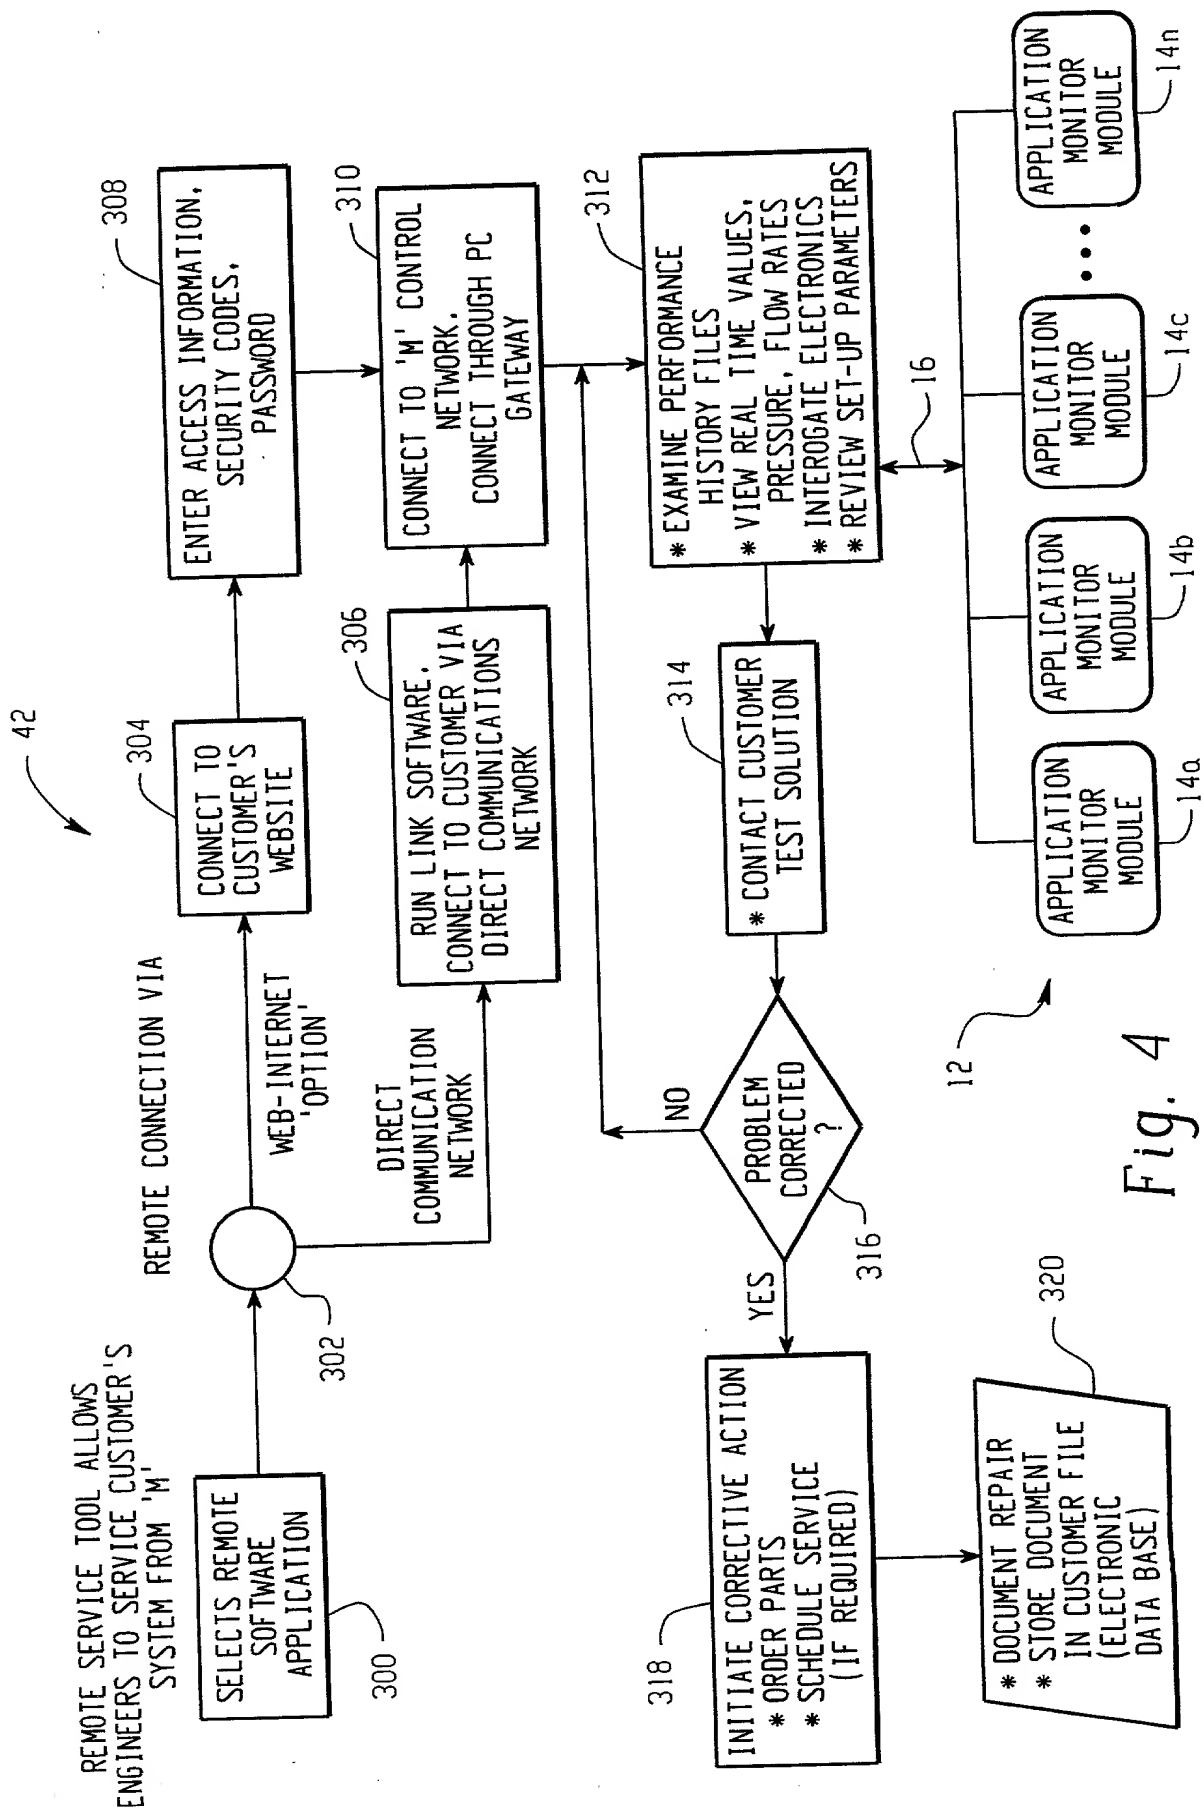 42
REMOTE SERVICE TOOL ALLOWS
ENGINEERS TO SERVICE CUSTOMER'S
SYSTEM FROM 'M'
SELECTS REMOTE
SOFTWARE
APPLICATION
300
302
REMOTE CONNECTION VIA
WEB-INTERNET
'OPTION'
DIRECT
COMMUNICATION
NETWORK
304
CONNECT TO
CUSTOMER'S
WEBSITE
306
RUN LINK SOFTWARE.
CONNECT TO CUSTOMER VIA
DIRECT COMMUNICATIONS
NETWORK
308
ENTER ACCESS INFORMATION,
SECURITY CODES,
PASSWORD
310
CONNECT TO 'M' CONTROL
NETWORK.
CONNECT THROUGH PC
GATEWAY
312
* EXAMINE PERFORMANCE
HISTORY FILES
* VIEW REAL TIME VALUES,
PRESSURE, FLOW RATES
* INTEROGATE ELECTRONICS
* REVIEW SET-UP PARAMETERS
314
* CONTACT CUSTOMER
TEST SOLUTION
PROBLEM
CORRECTED
?
316
NO
YES
318
INITIATE CORRECTIVE ACTION
* ORDER PARTS
* SCHEDULE SERVICE
(IF REQUIRED)
320
* DOCUMENT REPAIR
* STORE DOCUMENT
IN CUSTOMER FILE
(ELECTRONIC
DATA BASE)
16
12
APPLICATION
MONITOR
MODULE
14a
APPLICATION
MONITOR
MODULE
14b
APPLICATION
MONITOR
MODULE
14c
APPLICATION
MONITOR
MODULE
14n
Fig. 4